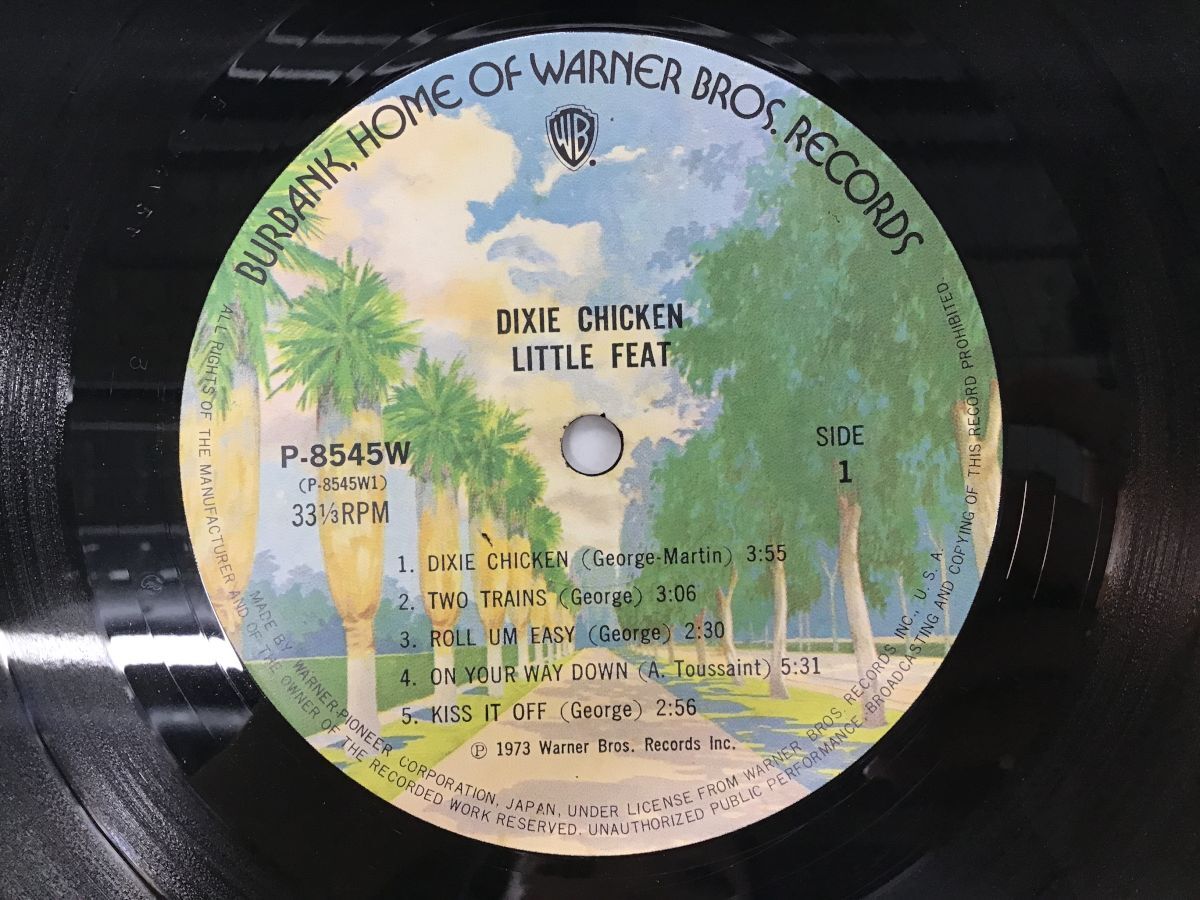 BURBANK, HOME OF WARNER BROS. RECORDS
WB
DIXIE CHICKEN
LITTLE FEAT
P-8545W
(P-8545W1)
33 1/3 RPM
SIDE
1
1. DIXIE CHICKEN (George-Martin) 3:55
2. TWO TRAINS (George) 3:06
3. ROLL UM EASY (George) 2:30
4. ON YOUR WAY DOWN (A. Toussaint) 5:31
5. KISS IT OFF (George) 2:56
℗ 1973 Warner Bros. Records Inc.
MADE BY WARNER-PIONEER CORPORATION, JAPAN, UNDER LICENSE FROM WARNER BROS. RECORDS INC., U.S.A.
ALL RIGHTS OF THE MANUFACTURER AND OF THE OWNER OF THE RECORDED WORK RESERVED. UNAUTHORIZED PUBLIC PERFORMANCE, BROADCASTING AND COPYING OF THIS RECORD PROHIBITED.